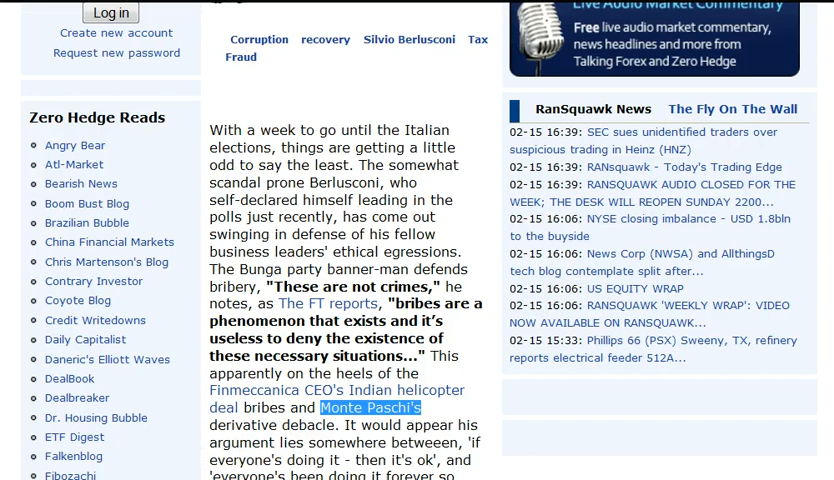 Log in
Create new account
Request new password
Zero Hedge Reads
Angry Bear
Atl-Market
Bearish News
Boom Bust Blog
Brazilian Bubble
China Financial Markets
Chris Martenson's Blog
Contrary Investor
Coyote Blog
Credit Writedowns
Daily Capitalist
Daneric's Elliott Waves
DealBook
Dealbreaker
Dr. Housing Bubble
ETF Digest
Falkenblog
Fibozachi
Corruption recovery Silvio Berlusconi Tax
Fraud
With a week to go until the Italian
elections, things are getting a little
odd to say the least. The somewhat
scandal prone Berlusconi, who
self-declared himself leading in the
polls just recently, has come out
swinging in defense of his fellow
business leaders' ethical egressions.
The Bunga party banner-man defends
bribery, "These are not crimes," he
notes, as The FT reports, "bribes are a
phenomenon that exists and it's
useless to deny the existence of
these necessary situations..." This
apparently on the heels of the
Finmeccanica CEO's Indian helicopter
deal bribes and Monte Paschi's
derivative debacle. It would appear his
argument lies somewhere betweeen, 'if
everyone's doing it - then it's ok', and
'everyone's been doing it forever so
Live Audio Market Commentary
Free live audio market commentary,
news headlines and more from
Talking Forex and Zero Hedge
RanSquawk News The Fly On The Wall
02-15 16:39: SEC sues unidentified traders over
suspicious trading in Heinz (HNZ)
02-15 16:39: RANsquawk - Today's Trading Edge
02-15 16:39: RANSQUAWK AUDIO CLOSED FOR THE
WEEK; THE DESK WILL REOPEN SUNDAY 2200...
02-15 16:06: NYSE closing imbalance - USD 1.8bln
to the buyside
02-15 16:06: News Corp (NWSA) and AllthingsD
tech blog contemplate split after...
02-15 16:06: US EQUITY WRAP
02-15 16:06: RANSQUAWK 'WEEKLY WRAP': VIDEO
NOW AVAILABLE ON RANSQUAWK...
02-15 15:33: Phillips 66 (PSX) Sweeny, TX, refinery
reports electrical feeder 512A...